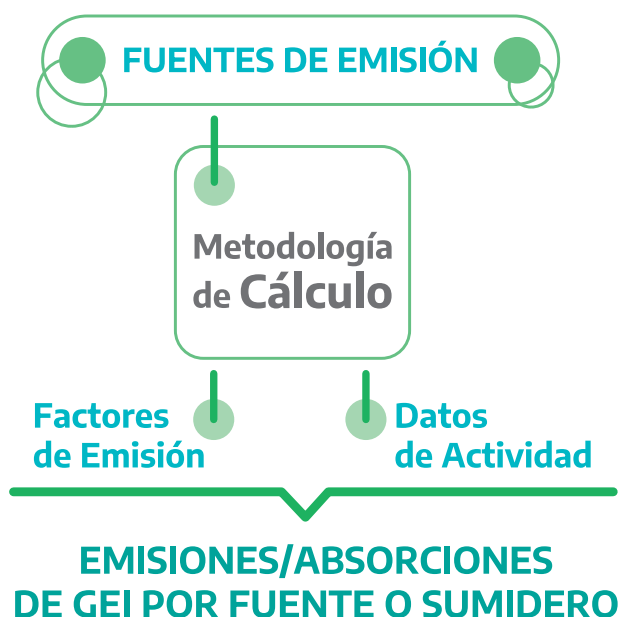 FUENTES DE EMISIÓN
Metodología
de Cálculo
Factores
de Emisión
Datos
de Actividad
EMISIONES/ABSORCIONES
DE GEI POR FUENTE O SUMIDERO